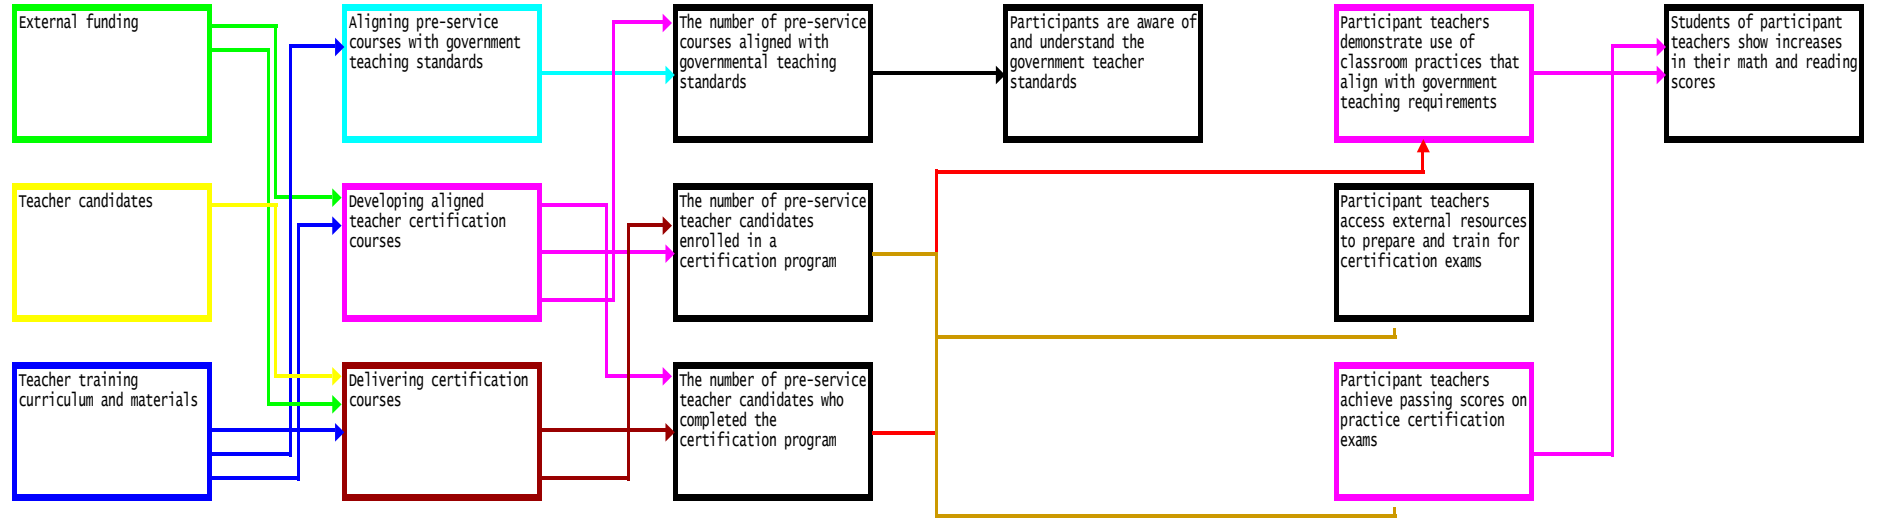 External funding
Aligning pre-service
courses with government
teaching standards
The number of pre-service
courses aligned with
governmental teaching
standards
Participants are aware of
and understand the
government teacher
standards
Participant teachers
demonstrate use of
classroom practices that
align with government
teaching requirements
Students of participant
teachers show increases
in their math and reading
scores
Teacher candidates
Developing aligned
teacher certification
courses
The number of pre-service
teacher candidates
enrolled in a
certification program
Participant teachers
access external resources
to prepare and train for
certification exams
Teacher training
curriculum and materials
Delivering certification
courses
The number of pre-service
teacher candidates who
completed the
certification program
Participant teachers
achieve passing scores on
practice certification
exams